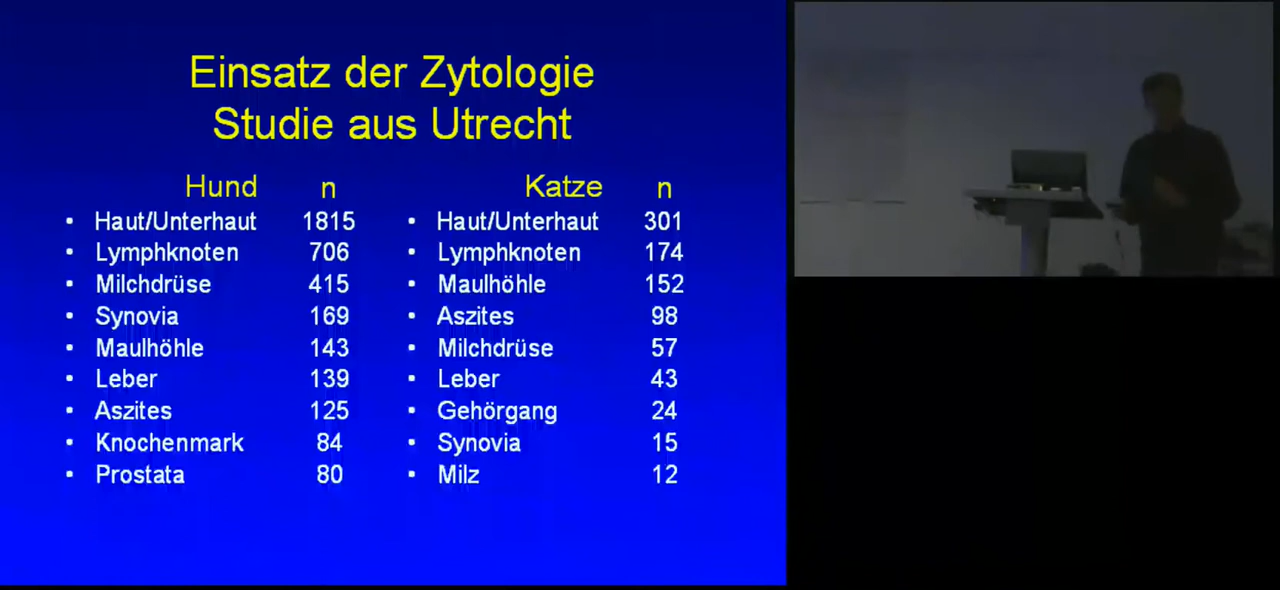 Einsatz der Zytologie
Studie aus Utrecht
Hund n Katze n
• Haut/Unterhaut 1815 • Haut/Unterhaut 301
• Lymphknoten 706 • Lymphknoten 174
• Milchdrüse 415 • Maulhöhle 152
• Synovia 169 • Aszites 98
• Maulhöhle 143 • Milchdrüse 57
• Leber 139 • Leber 43
• Aszites 125 • Gehörgang 24
• Knochenmark 84 • Synovia 15
• Prostata 80 • Milz 12